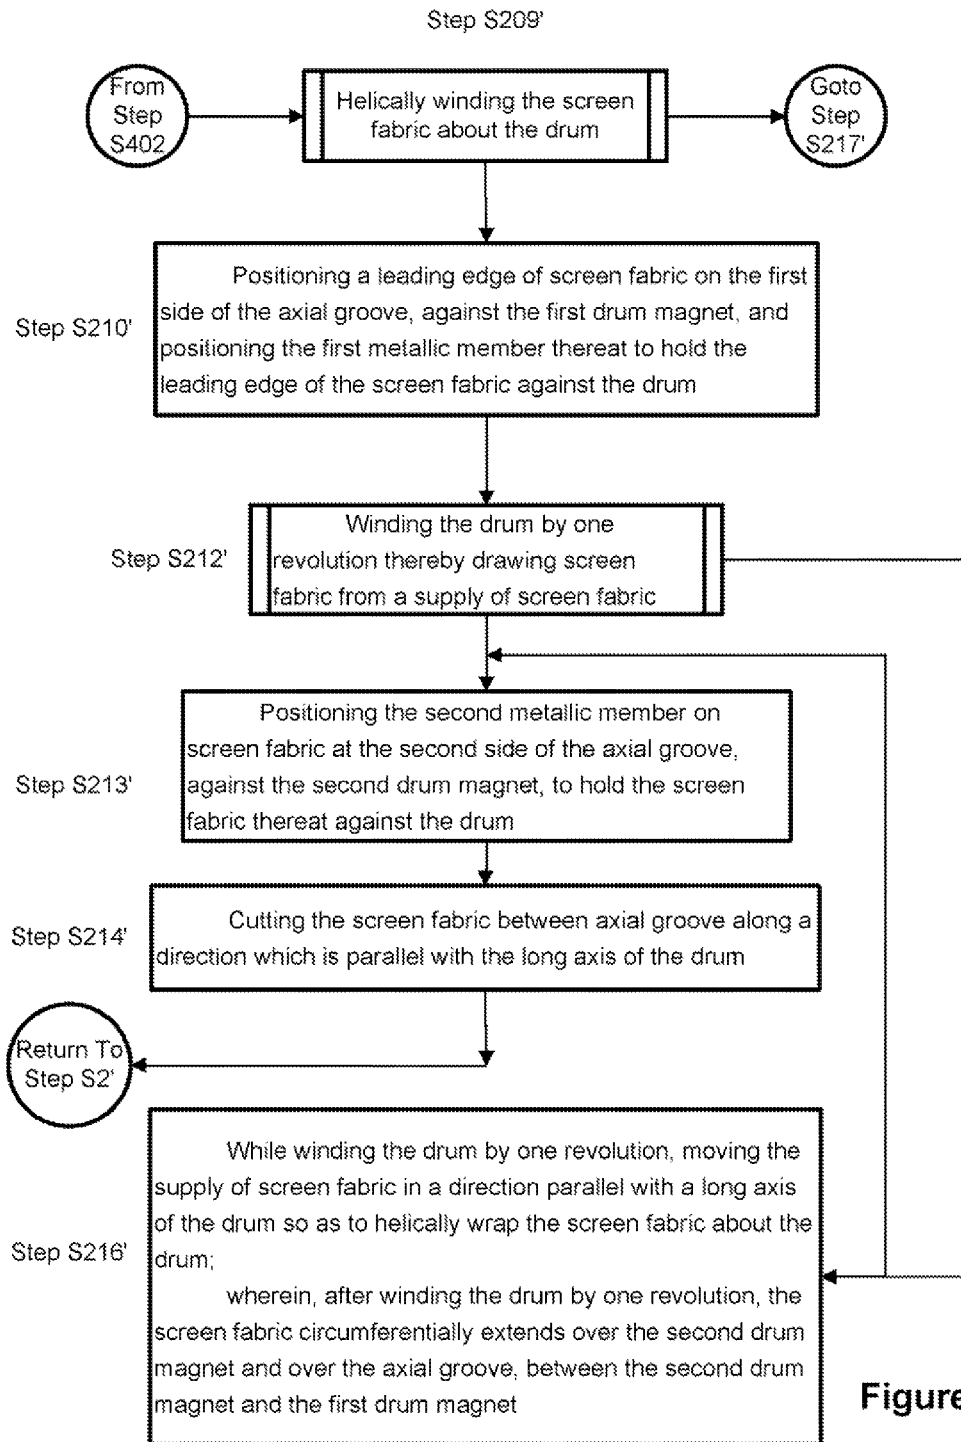 Step S209'
From
Step
S402
Helically winding the screen
fabric about the drum
Goto
Step
S217'
Step S210'
Positioning a leading edge of screen fabric on the first
side of the axial groove, against the first drum magnet, and
positioning the first metallic member thereat to hold the
leading edge of the screen fabric against the drum
Step S212'
Winding the drum by one
revolution thereby drawing screen
fabric from a supply of screen fabric
Step S213'
Positioning the second metallic member on
screen fabric at the second side of the axial groove,
against the second drum magnet, to hold the screen
fabric thereat against the drum
Step S214'
Cutting the screen fabric between axial groove along a
direction which is parallel with the long axis of the drum
Return To
Step S2'
Step S216'
While winding the drum by one revolution, moving the
supply of screen fabric in a direction parallel with a long axis
of the drum so as to helically wrap the screen fabric about the
drum;
wherein, after winding the drum by one revolution, the
screen fabric circumferentially extends over the second drum
magnet and over the axial groove, between the second drum
magnet and the first drum magnet
Figure